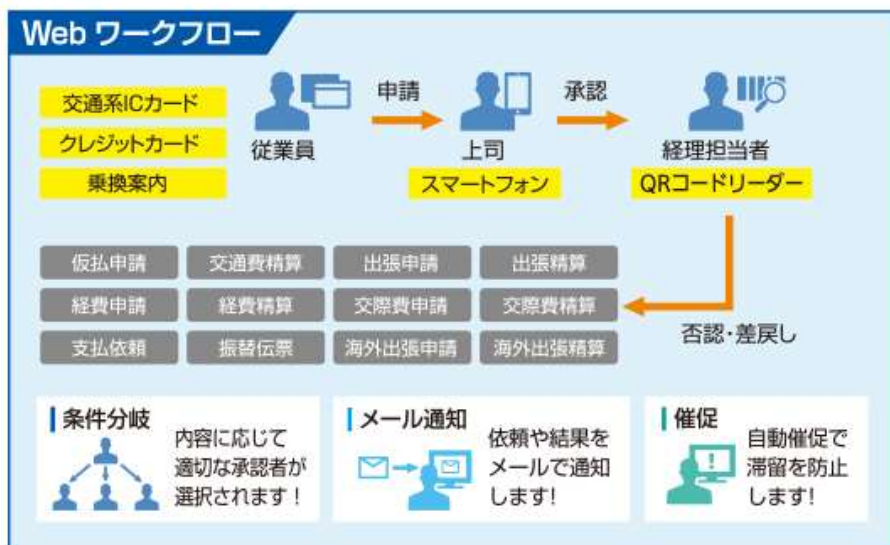 Web ワークフロー
交通系ICカード
クレジットカード
乗換案内
従業員
申請
上司
スマートフォン
承認
経理担当者
QRコードリーダー
仮払申請 交通費精算 出張申請 出張精算
経費申請 経費精算 交際費申請 交際費精算
支払依頼 振替伝票 海外出張申請 海外出張精算
否認・差戻し
条件分岐
内容に応じて
適切な承認者が
選択されます!
メール通知
依頼や結果を
メールで通知
します!
催促
自動催促で
滞留を防止
します!